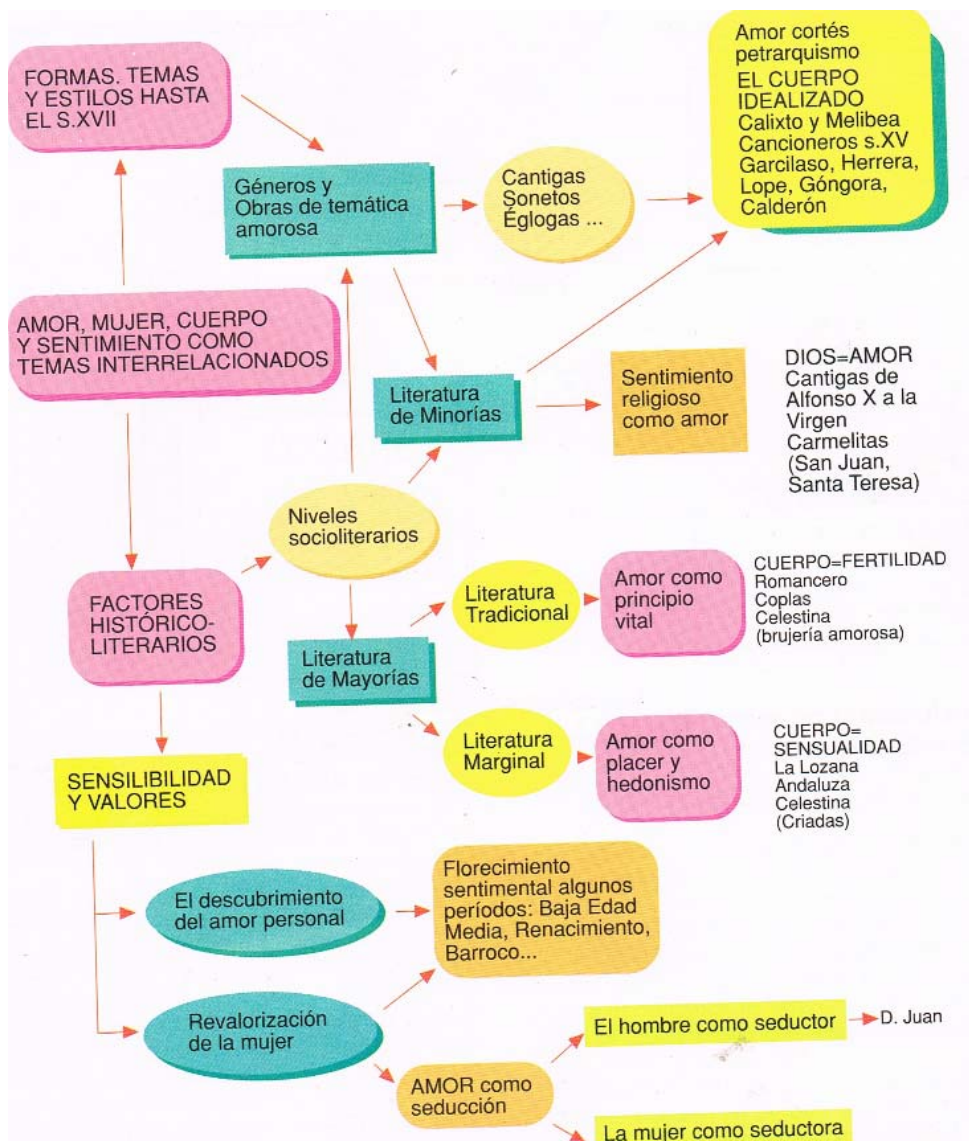 FORMAS. TEMAS
Y ESTILOS HASTA
EL S.XVII
Amor cortés
petrarquismo
EL CUERPO
IDEALIZADO
Calixto y Melibea
Cancioneros s.XV
Garcilaso, Herrera,
Lope, Góngora,
Calderón
Géneros y
Obras de temática
amorosa
Cantigas
Sonetos
Églogas ...
AMOR, MUJER, CUERPO
Y SENTIMIENTO COMO
TEMAS INTERRELACIONADOS
Literatura
de Minorías
Sentimiento
religioso
como amor
DIOS=AMOR
Cantigas de
Alfonso X a la
Virgen
Carmelitas
(San Juan,
Santa Teresa)
Niveles
socioliterarios
FACTORES
HISTÓRICO-
LITERARIOS
Literatura
Tradicional
Amor como
principio
vital
CUERPO=FERTILIDAD
Romancero
Coplas
Celestina
(brujería amorosa)
Literatura
de Mayorías
Literatura
Marginal
Amor como
placer y
hedonismo
CUERPO=
SENSUALIDAD
La Lozana
Andaluza
Celestina
(Criadas)
SENSILIBILIDAD
Y VALORES
El descubrimiento
del amor personal
Florecimiento
sentimental algunos
períodos: Baja Edad
Media, Renacimiento,
Barroco...
Revalorización
de la mujer
El hombre como seductor
D. Juan
AMOR como
seducción
La mujer como seductora